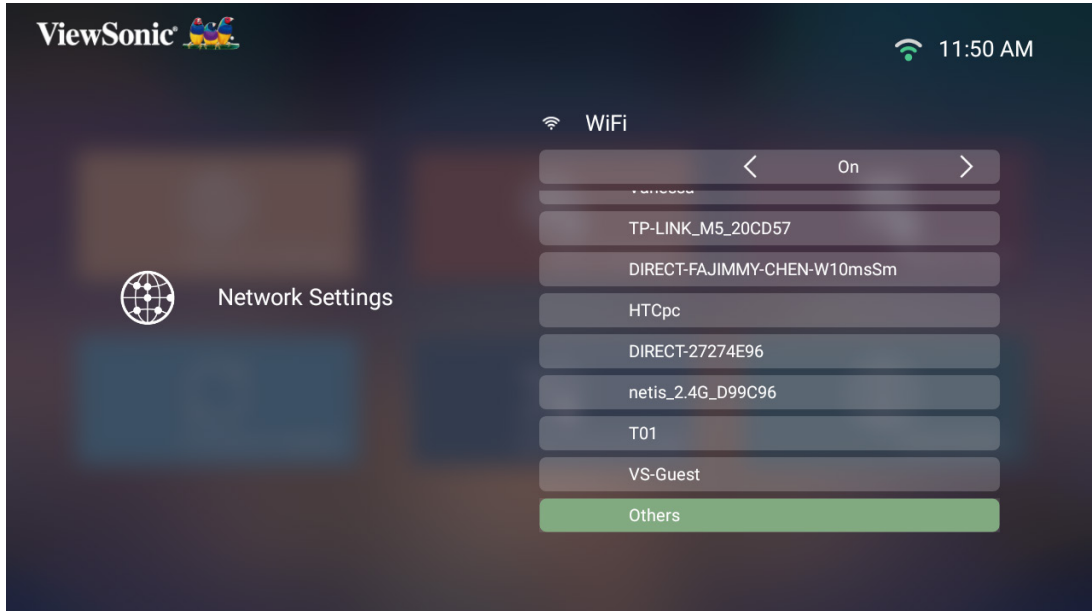 ViewSonic
11:50 AM
WiFi
On
Vanessa
TP-LINK_M5_20CD57
DIRECT-FAJIMMY-CHEN-W10msSm
Network Settings
HTCpc
DIRECT-27274E96
netis_2.4G_D99C96
T01
VS-Guest
Others